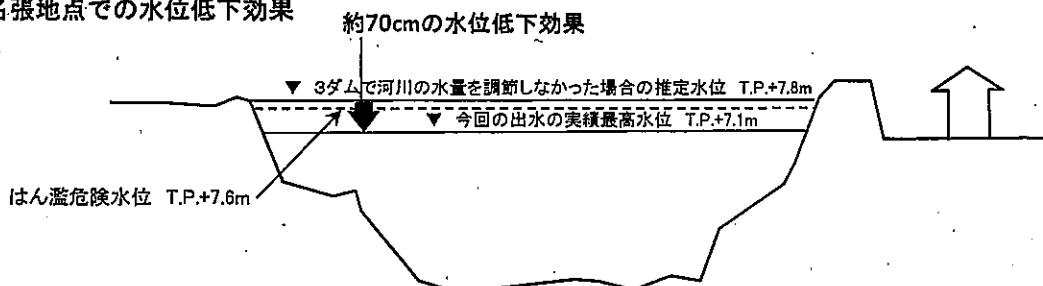 名張地点での水位低下効果
約70cmの水位低下効果
▼ 3ダムで河川の水量を調節しなかった場合の推定水位 T.P.+7.8m
▼ 今回の出水の実績最高水位 T.P.+7.1m
はん濫危険水位 T.P.+7.6m